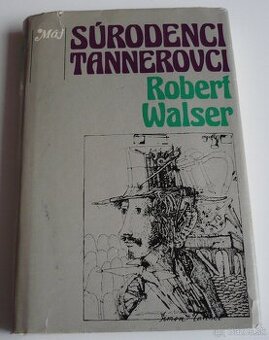 Máj
SÚRODENCI
TANNEROVCI
Robert
Walser